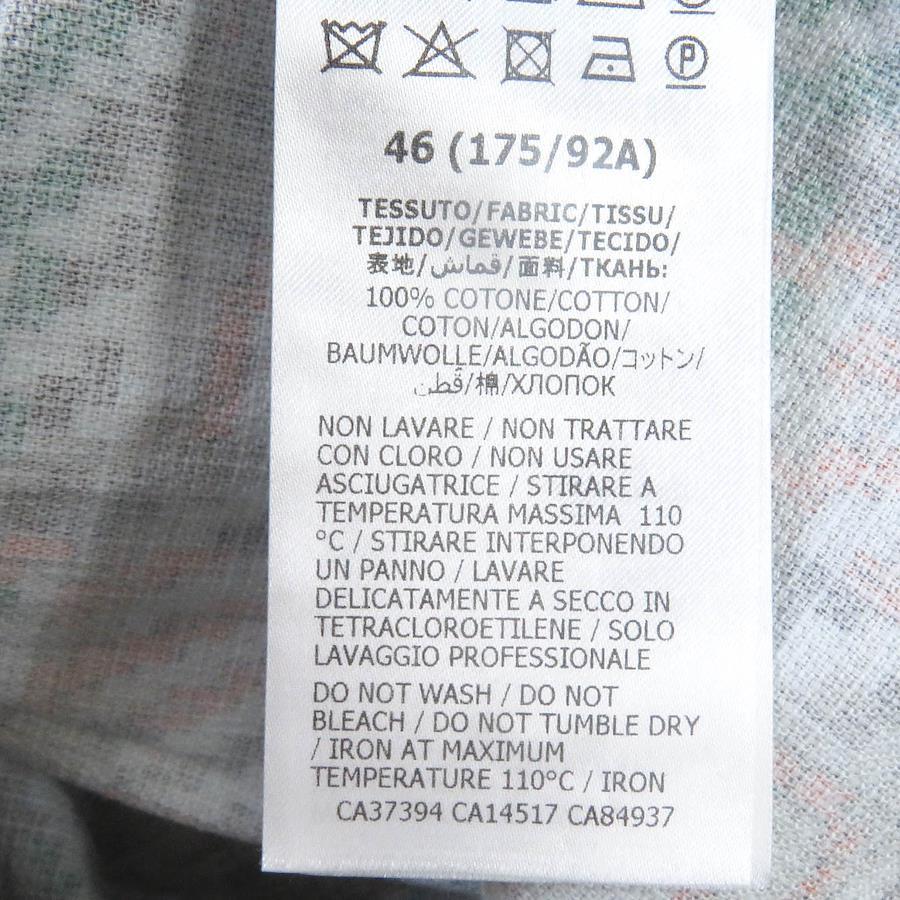 46 (175/92A)
TESSUTO/FABRIC/TISSU/
TEJIDO/GEWEBE/TECIDO/
表地/قماش/面料/ТКАНЬ:
100% COTONE/COTTON/
COTON/ALGODON/
BAUMWOLLE/ALGODÃO/コットン/
قطن/棉/ХЛОПОК
NON LAVARE / NON TRATTARE
CON CLORO / NON USARE
ASCIUGATRICE / STIRARE A
TEMPERATURA MASSIMA 110
°C / STIRARE INTERPONENDO
UN PANNO / LAVARE
DELICATAMENTE A SECCO IN
TETRACLOROETILENE / SOLO
LAVAGGIO PROFESSIONALE
DO NOT WASH / DO NOT
BLEACH / DO NOT TUMBLE DRY
/ IRON AT MAXIMUM
TEMPERATURE 110°C / IRON
CA37394 CA14517 CA84937